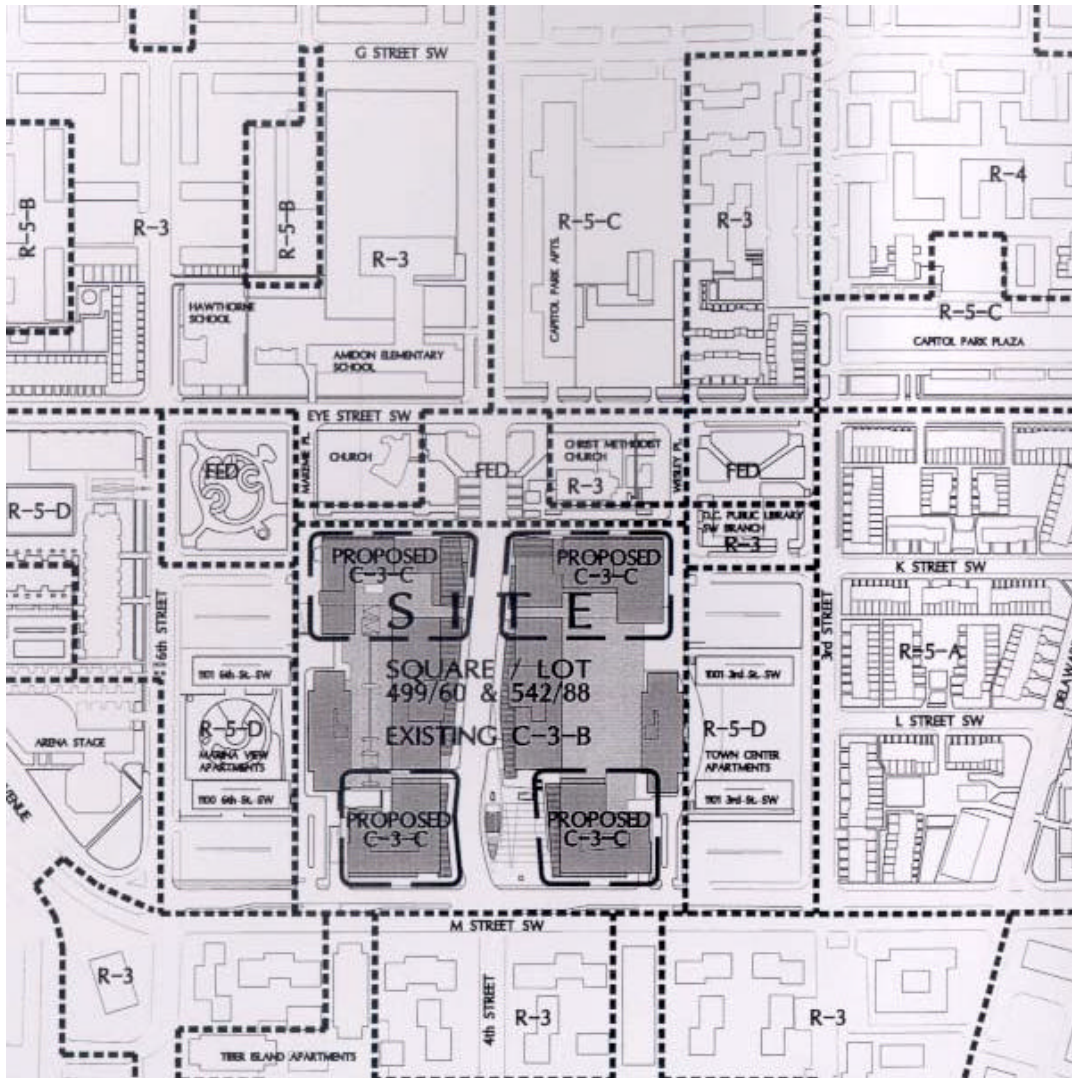 G STREET SW
R-5-B
R-3
R-5-B
R-3
R-5-C
R-3
R-4
CAPITOL PARK APTS.
HAWTHORNE
SCHOOL
AMIDON ELEMENTARY
SCHOOL
R-5-C
CAPITOL PARK PLAZA
EYE STREET SW
FED
MAKEMIE PL.
CHURCH
FED
CHRIST METHODIST
CHURCH
R-3
WESLEY PL.
FED
R-5-D
D.C. PUBLIC LIBRARY
SW BRANCH
R-3
K STREET SW
PROPOSED
C-3-C
PROPOSED
C-3-C
SITE
6th STREET
3rd STREET
SQUARE / LOT
499/60 & 542/88
EXISTING C-3-B
1101 6th St. SW
R-5-D
MARINA VIEW
APARTMENTS
1100 6th St. SW
1001 3rd St. SW
R-5-D
TOWN CENTER
APARTMENTS
1101 3rd St. SW
R-5-A
L STREET SW
ARENA STAGE
PROPOSED
C-3-C
PROPOSED
C-3-C
M STREET SW
4th STREET
R-3
R-3
R-3
TIBER ISLAND APARTMENTS